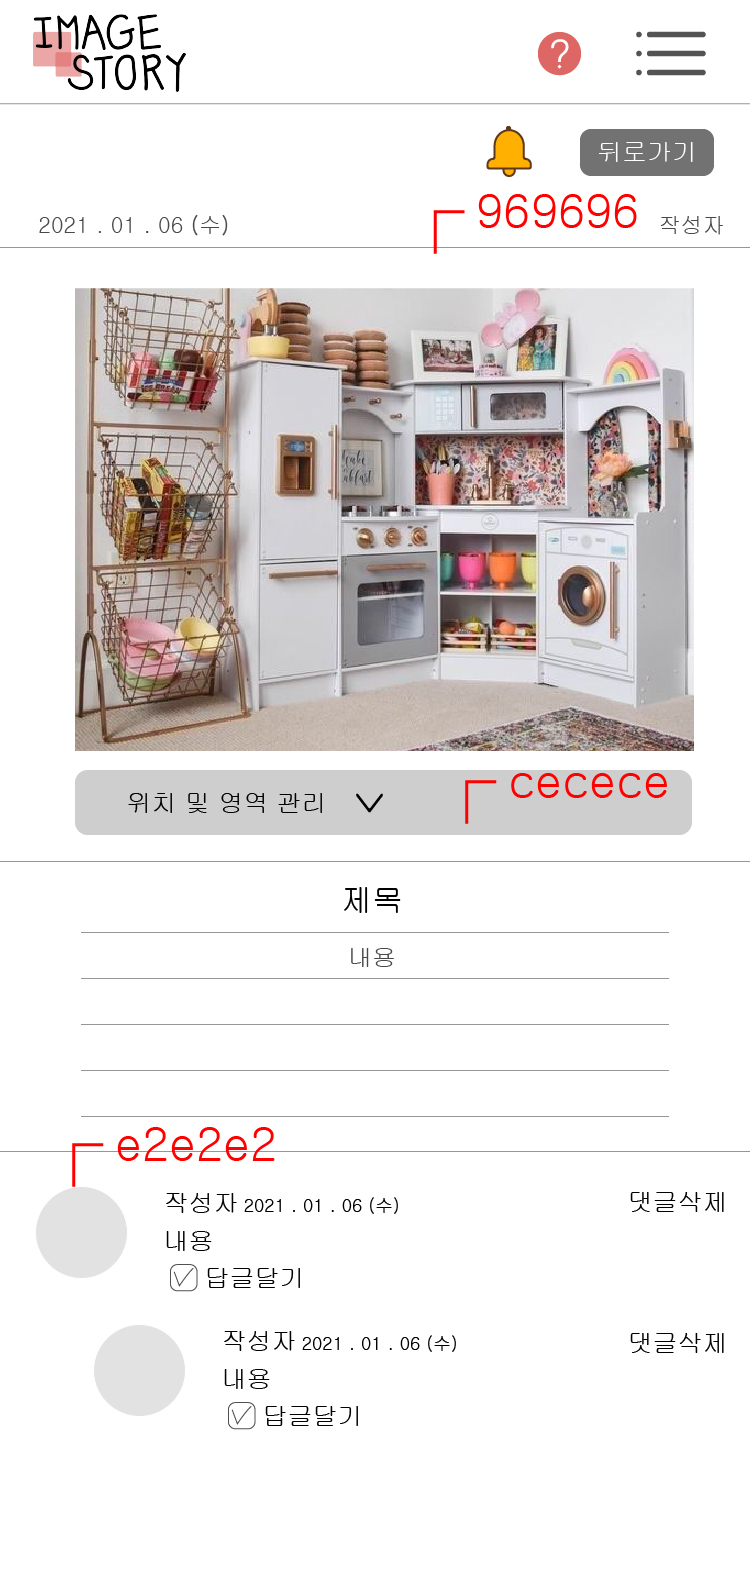 IMAGE
STORY
?
뒤로가기
2021 . 01 . 06 (수)
969696
작성자
위치 및 영역 관리
cecece
제목
내용
e2e2e2
작성자 2021 . 01 . 06 (수)
댓글삭제
내용
답글달기
작성자 2021 . 01 . 06 (수)
댓글삭제
내용
답글달기